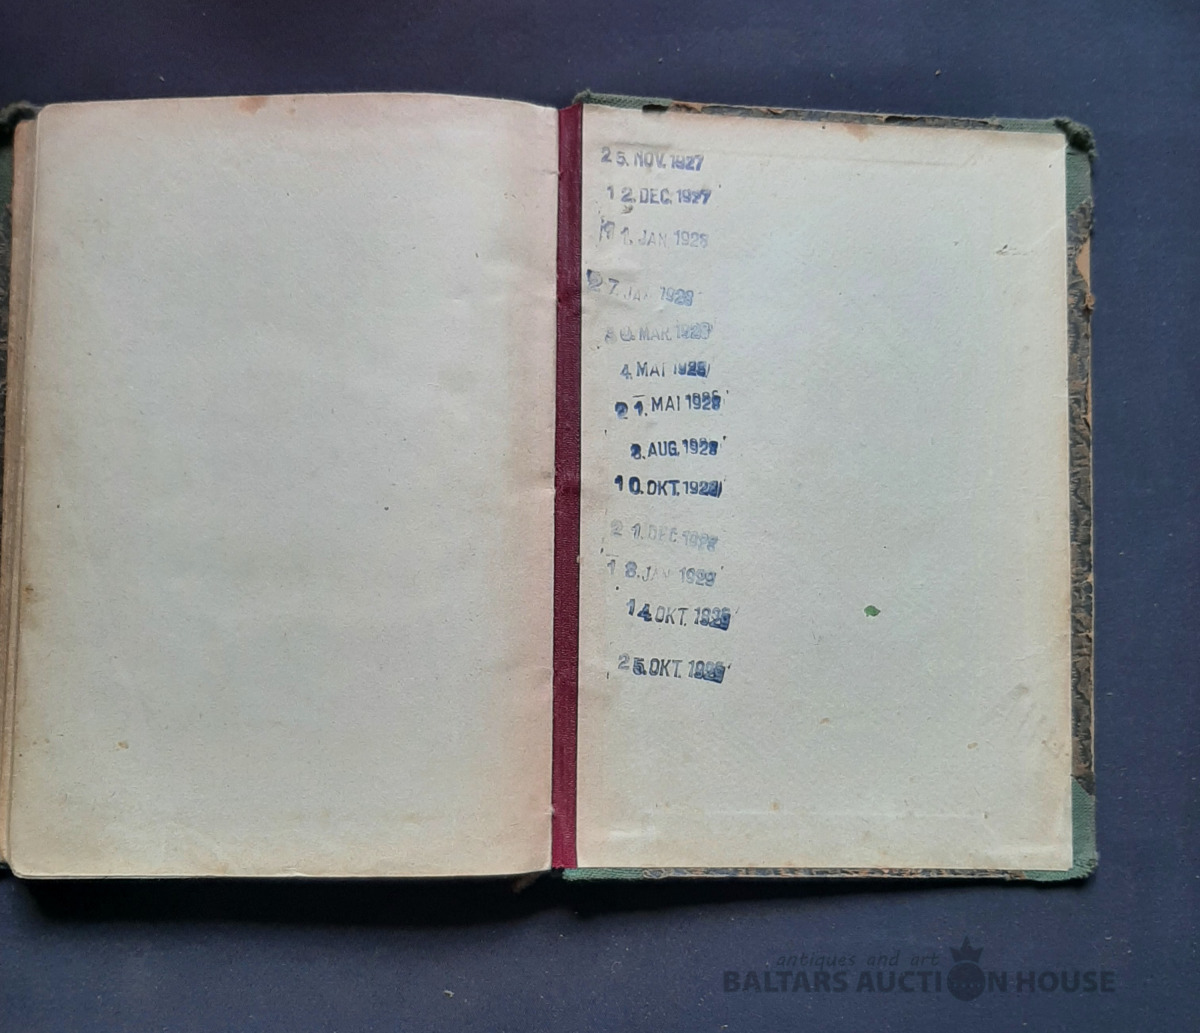 25. NOV. 1927
12. DEC. 1927
1. JAN 1928
27. JAN 1928
MAR. 1928
4. MAI 1928
21. MAI 1928
AUG. 1928
10. OKT. 1928
21. DEC 1928
18. JAN 1929
14. OKT. 1929
25. OKT. 1929
antiques and art
BALTARS AUCTION HOUSE